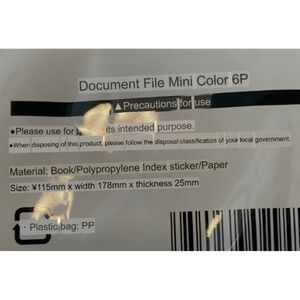 Document File Mini Color 6P
▲Precautions for use
●Please use for its intended purpose.
●When disposing of this product, please follow the disposal classification of your local government.
Material: Book/Polypropylene Index sticker/Paper
Size: ¥115mm x width 178mm x thickness 25mm
・Plastic bag: PP